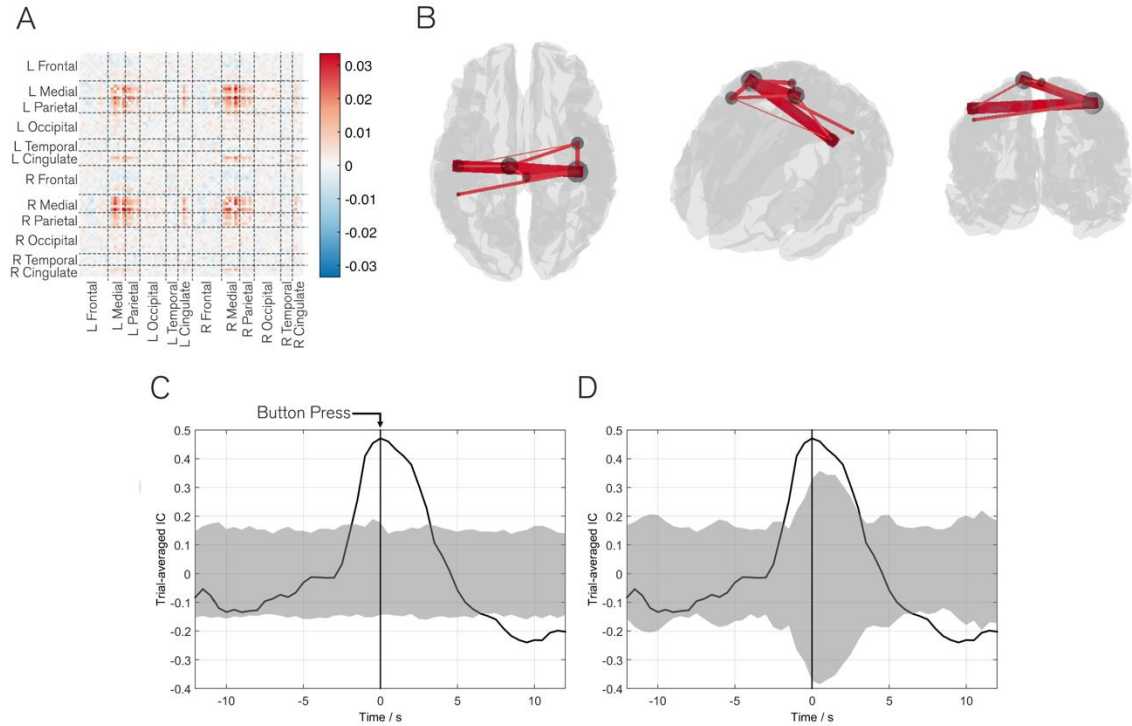 A
L Frontal
L Medial
L Parietal
L Occipital
L Temporal
L Cingulate
R Frontal
R Medial
R Parietal
R Occipital
R Temporal
R Cingulate
L Frontal
L Medial
L Parietal
L Occipital
L Temporal
L Cingulate
R Frontal
R Medial
R Parietal
R Occipital
R Temporal
R Cingulate
0.03
0.02
0.01
0
-0.01
-0.02
-0.03
B
C
Button Press
0.5
0.4
0.3
0.2
0.1
0
-0.1
-0.2
-0.3
-0.4
Trial-averaged IC
-10 -5 0 5 10
Time / s
D
0.5
0.4
0.3
0.2
0.1
0
-0.1
-0.2
-0.3
-0.4
Trial-averaged IC
-10 -5 0 5 10
Time / s